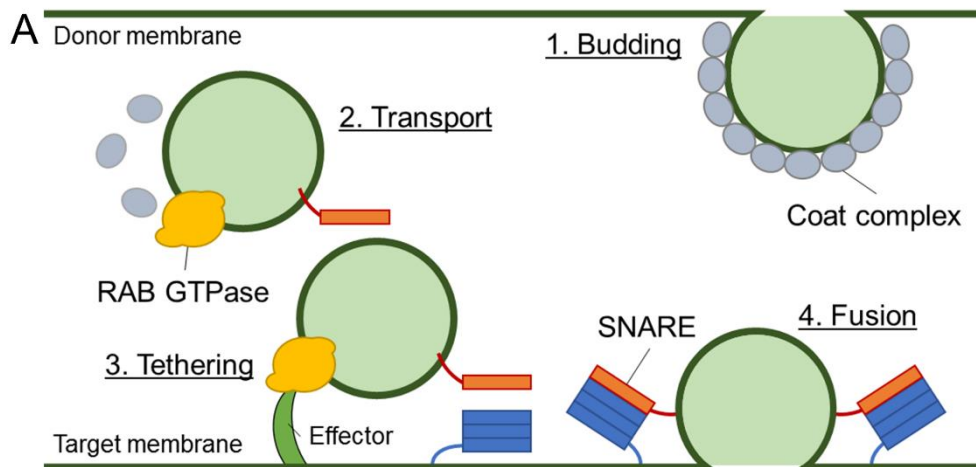 A
Donor membrane
1. Budding
2. Transport
Coat complex
RAB GTPase
SNARE
4. Fusion
3. Tethering
Effector
Target membrane